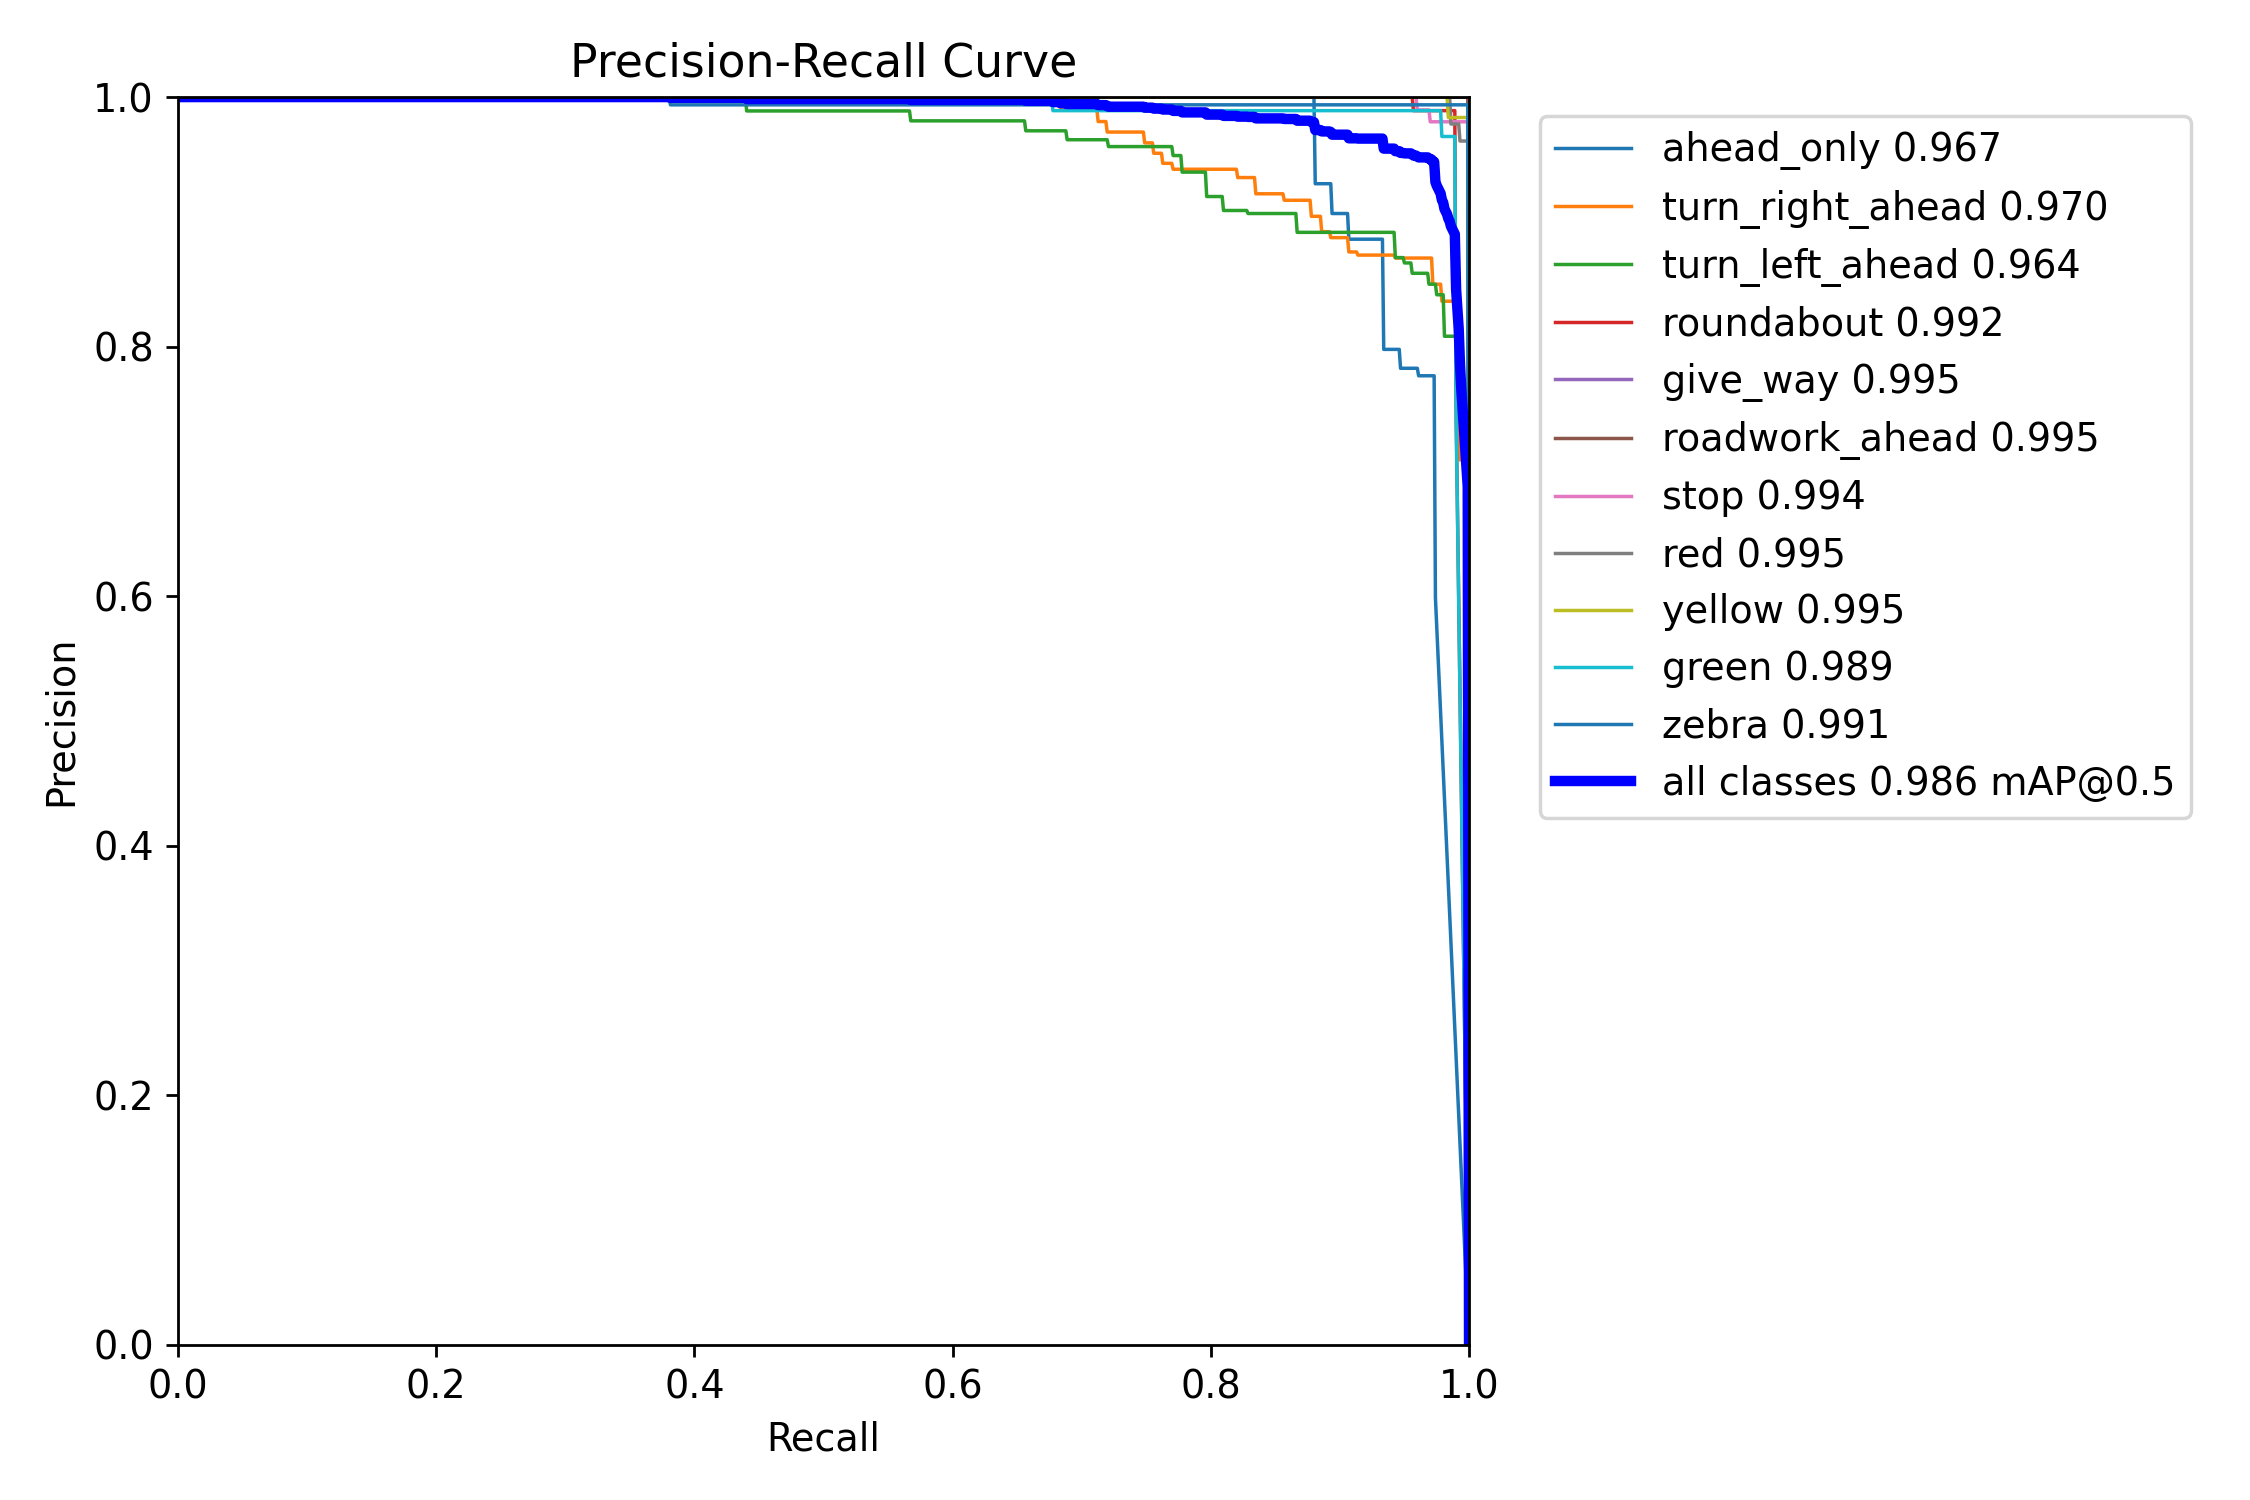 Precision-Recall Curve
1.0
0.8
0.6
0.4
0.2
0.0
Precision
0.0 0.2 0.4 0.6 0.8 1.0
Recall
ahead_only 0.967
turn_right_ahead 0.970
turn_left_ahead 0.964
roundabout 0.992
give_way 0.995
roadwork_ahead 0.995
stop 0.994
red 0.995
yellow 0.995
green 0.989
zebra 0.991
all classes 0.986 mAP@0.5